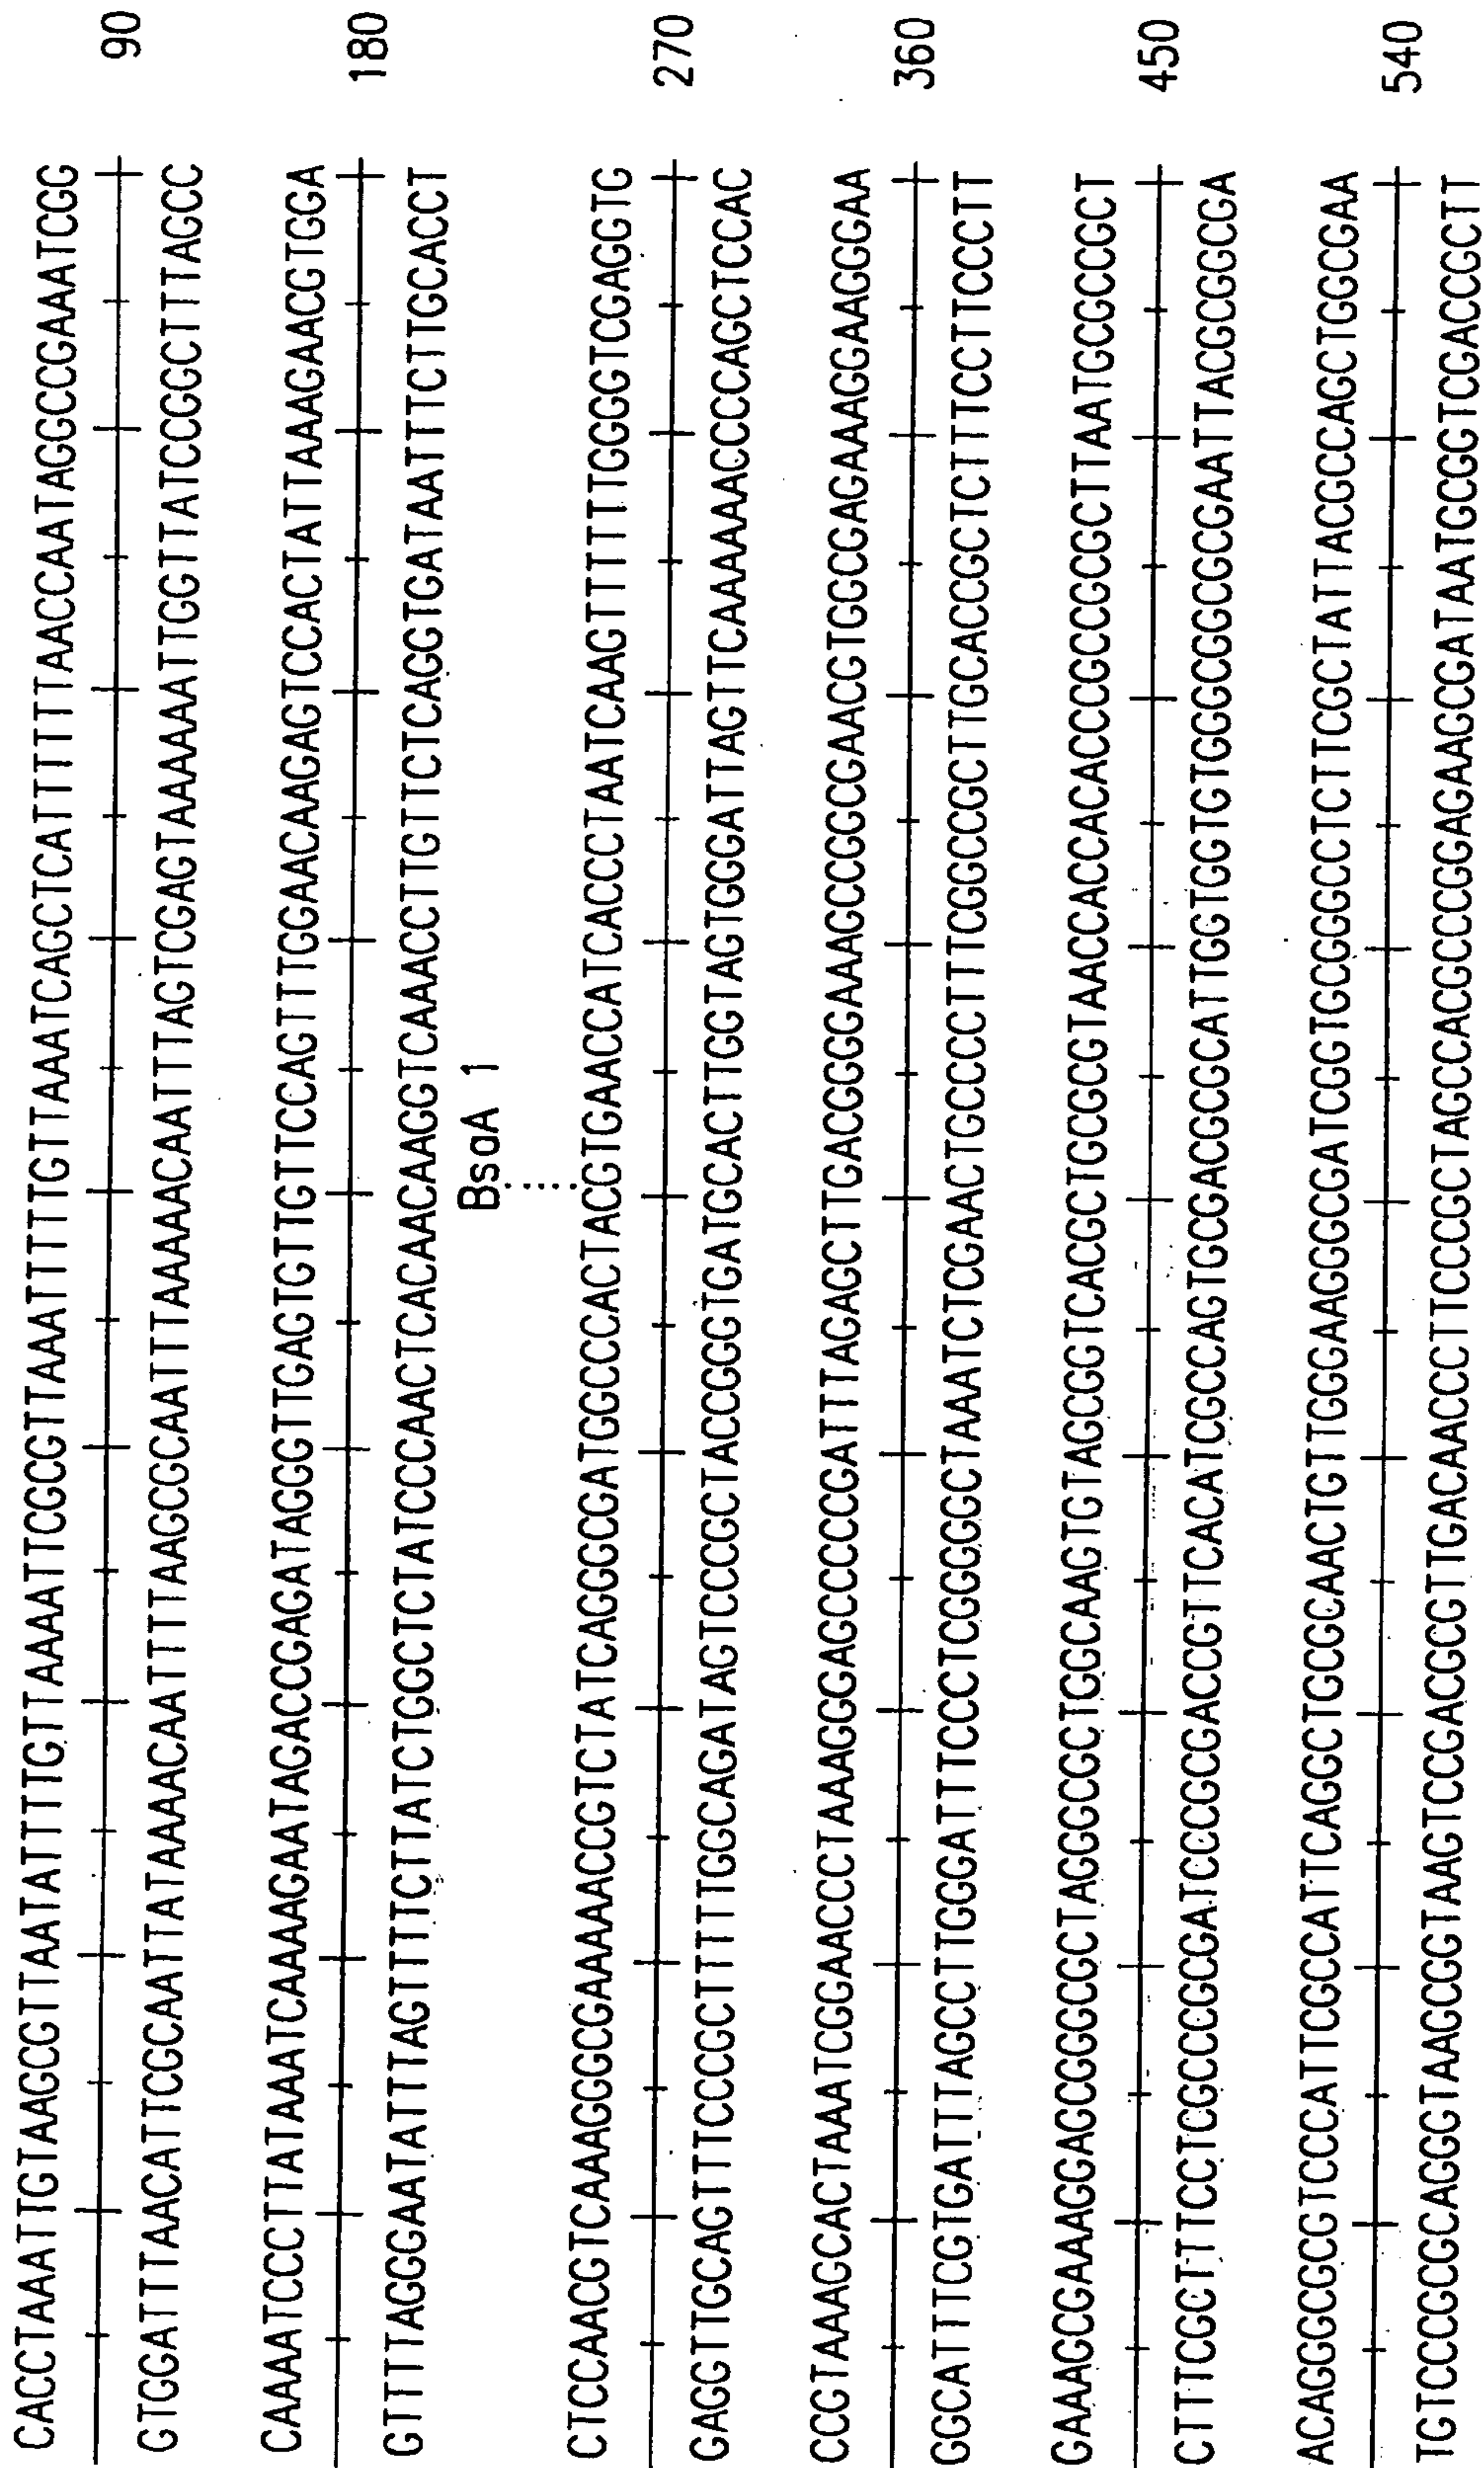 CACCTAAATTGTAAGCGTTAATATTTTGTTAAAATTCGCGTTAAATTTTTGTTAAATCAGCTCATTTTTTAACCAATAGGCCGAAATCGG
90
GTGGATTTAACATTCGCAATTATAAAACAATTTTAAGCGCAATTTAAAAACAATTTAGTCGAGTAAAAAATTGGTTATCCGGCTTTAGCC
CAAAATCCCTTATAAATCAAAAGAATAGACCGAGATAGGGTTGAGTGTTGTTCCAGTTTGGAACAAGAGTCCACTATTAAAGAACGTGGA
180
GTTTTAGGGAATATTTAGTTTTCTTATCTGGCTCTATCCCAACTCACAACAAGGTCAAACCTTGTTCTCAGGTGATAATTTCTTGCACCT
BsaA 1
CTCCAACGTCAAAGGGCGAAAAACCGTCTATCAGGGCGATGGCCCACTACGTGAACCATCACCCTAATCAAGTTTTTTGGGGTCGAGGTG
270
GAGGTTGCAGTTTCCCGCTTTTTGGCAGATAGTCCCGCTACCGGGTGATGCACTTGGTAGTGGGATTAGTTCAAAAAACCCCAGCTCCAC
CCGTAAAGCACTAAATCGGAACCCTAAAGGGAGCCCCCGATTTAGAGCTTGACGGGGAAAGCCGGCGAACGTGGCGAGAAAGGAAGGGAA
360
GGCATTTCGTGATTTAGCCTTGGGATTTCCCTCGGGGGCTAAATCTCGAACTGCCCCTTTCGGCCGCTTGCACCGCTCTTTCCTTCCCTT
GAAAGCGAAAGGAGCGGGCGCTAGGGCGCTGGCAAGTGTAGCGGTCACGCTGCGCGTAACCACCACACCCGCCGCGCTTAATGCGCCGCT
450
CTTTCGCTTTCCTCGCCCGCGATCCCGCGACCGTTCACATCGCCAGTGCGACGCGCATTGGTGGTGTGGGCGGCGCGAATTACGCGGCGA
ACAGGGCGCGTCCCATTCGCCATTCAGGCTGCGCAACTGTTGGGAAGGGCGATCGGTGCGGGCCTCTTCGCTATTACGCCAGCTGGCGAA
540
TGTCCCGCGCAGGGTAAGCGGTAAGTCCGACGCGTTGACAACCCTTCCCGCTAGCCACGCCCGGAGAAGCGATAATGCGGTCGACCGCTT